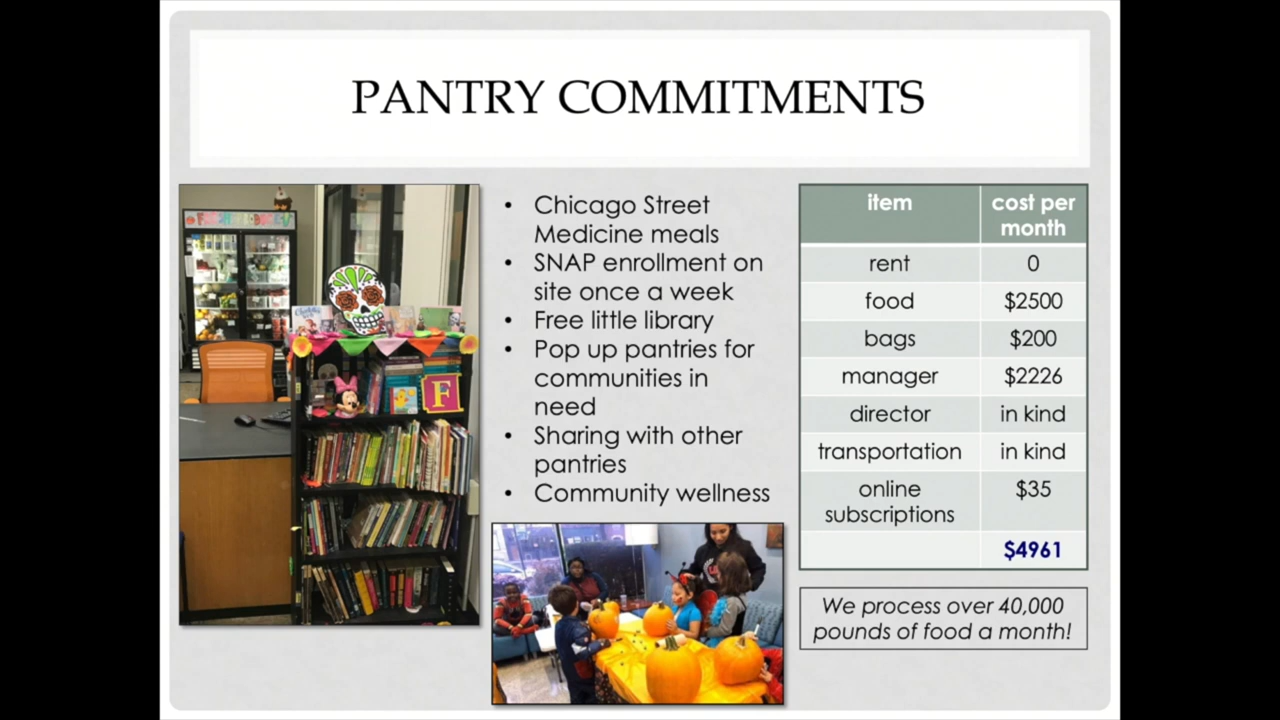 PANTRY COMMITMENTS
F
• Chicago Street
Medicine meals
• SNAP enrollment on
site once a week
• Free little library
• Pop up pantries for
communities in
need
• Sharing with other
pantries
• Community wellness
item cost per
month
rent 0
food $2500
bags $200
manager $2226
director in kind
transportation in kind
online $35
subscriptions
$4961
We process over 40,000
pounds of food a month!